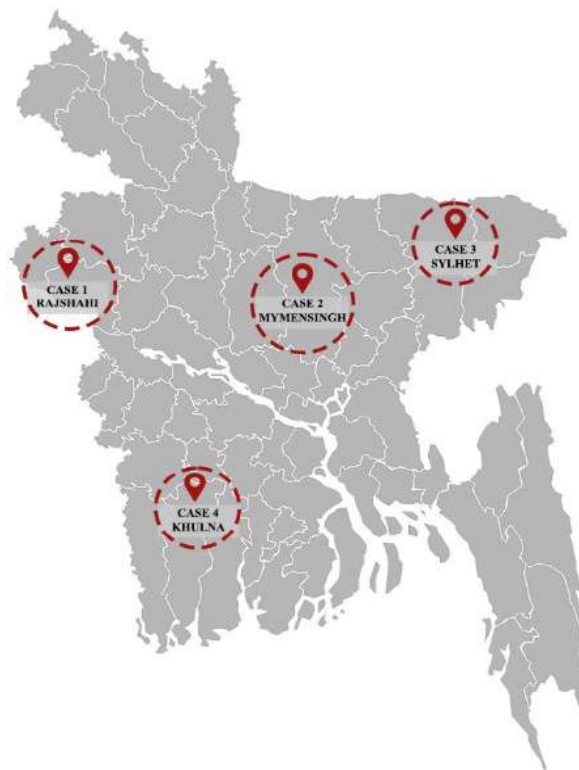 CASE 1
RAJSHAHI
CASE 2
MYMENSINGH
CASE 3
SYLHET
CASE 4
KHULNA